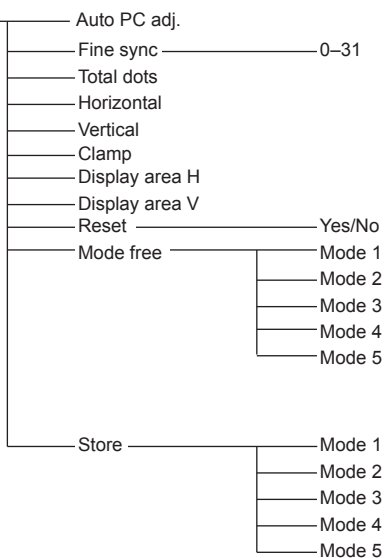 Auto PC adj.
Fine sync 0–31
Total dots
Horizontal
Vertical
Clamp
Display area H
Display area V
Reset Yes/No
Mode free Mode 1
Mode 2
Mode 3
Mode 4
Mode 5
Store Mode 1
Mode 2
Mode 3
Mode 4
Mode 5